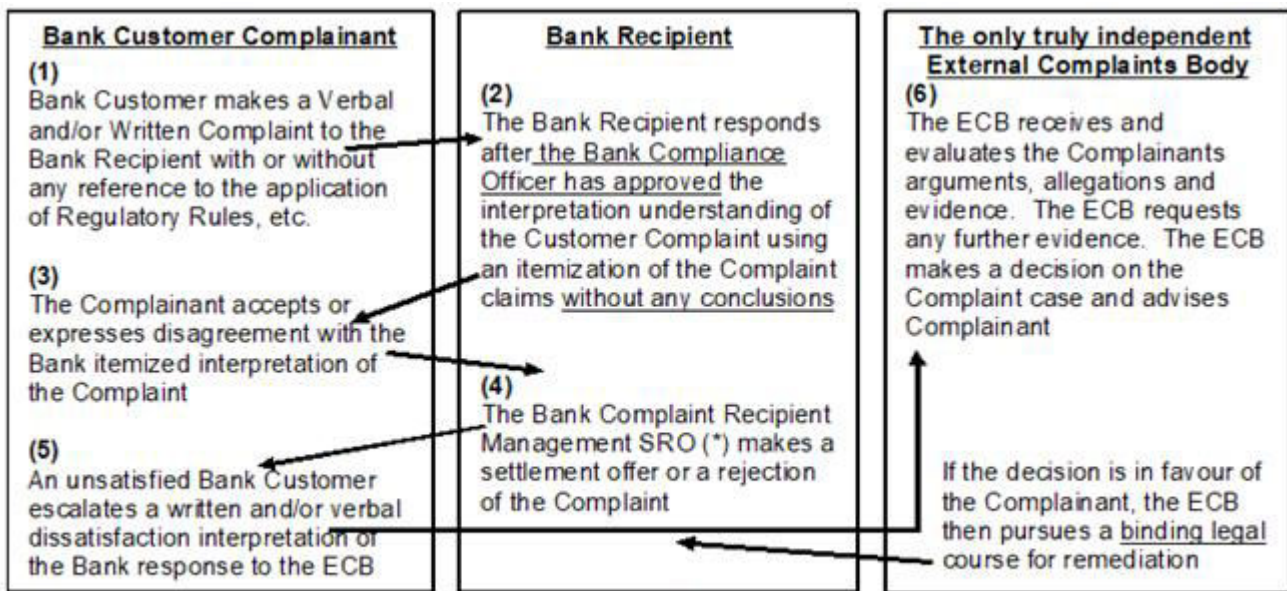 Bank Customer Complainant
(1)
Bank Customer makes a Verbal
and/or Written Complaint to the
Bank Recipient with or without
any reference to the application
of Regulatory Rules, etc.
(3)
The Complainant accepts or
expresses disagreement with the
Bank itemized interpretation of
the Complaint
(5)
An unsatisfied Bank Customer
escalates a written and/or verbal
dissatisfaction interpretation of
the Bank response to the ECB
Bank Recipient
(2)
The Bank Recipient responds
after the Bank Compliance
Officer has approved the
interpretation understanding of
the Customer Complaint using
an itemization of the Complaint
claims without any conclusions
(4)
The Bank Complaint Recipient
Management SRO (*) makes a
settlement offer or a rejection
of the Complaint
The only truly independent
External Complaints Body
(6)
The ECB receives and
evaluates the Complainants
arguments, allegations and
evidence. The ECB requests
any further evidence. The ECB
makes a decision on the
Complaint case and advises
Complainant
If the decision is in favour of
the Complainant, the ECB
then pursues a binding legal
course for remediation